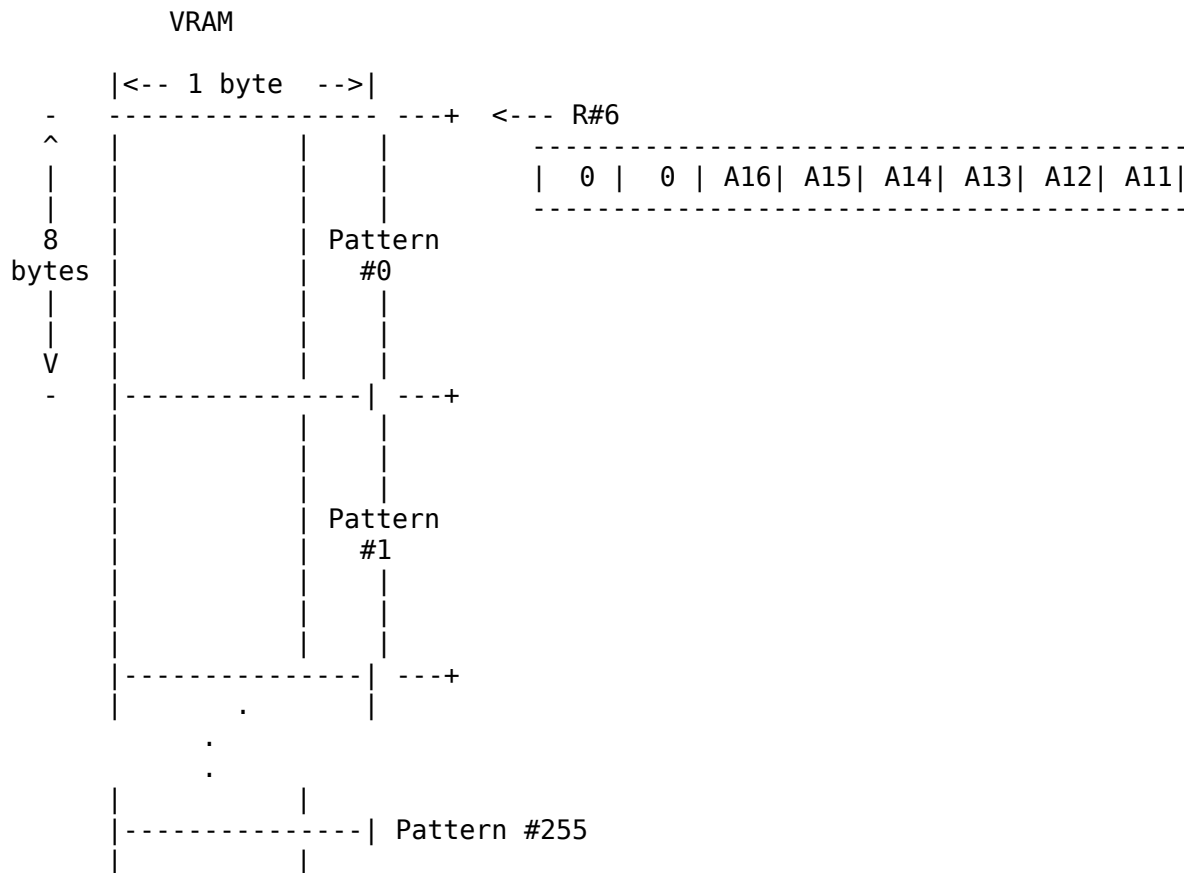 VRAM
|<-- 1 byte  -->|
-   ----------------- ---+  <--- R#6
^   |           |    |         -----------------------------------------
|   |           |    |         |  0 |  0 | A16| A15| A14| A13| A12| A11|
|   |           |    |         -----------------------------------------
8   |           | Pattern
bytes |           |   #0
|   |           |    |
|   |           |    |
V   |           |    |
-   |---------------| ---+
|           |    |
|           |    |
|           |    |
|           | Pattern
|           |   #1
|           |    |
|           |    |
|           |    |
|---------------| ---+
|       .       |
.
.
|           |
|---------------| Pattern #255
|           |